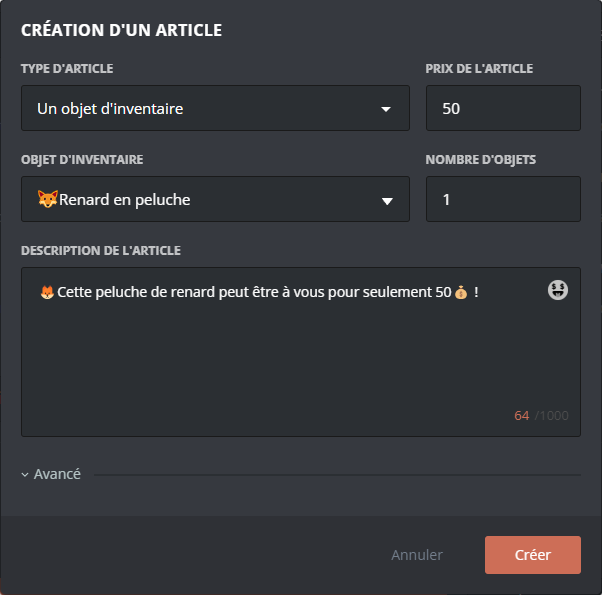 CRÉATION D'UN ARTICLE
TYPE D'ARTICLE
PRIX DE L'ARTICLE
Un objet d'inventaire
50
OBJET D'INVENTAIRE
NOMBRE D'OBJETS
🦊Renard en peluche
1
DESCRIPTION DE L'ARTICLE
🦊Cette peluche de renard peut être à vous pour seulement 50💰 !
64 /1000
Avancé
Annuler
Créer